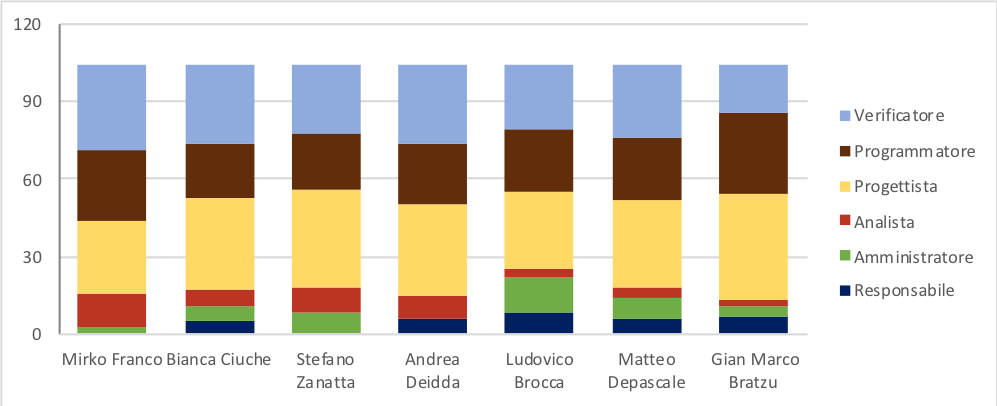 120
90
60
30
0
Mirko Franco
Bianca Ciuche
Stefano
Zanatta
Andrea
Deidda
Ludovico
Brocca
Matteo
Depascale
Gian Marco
Bratzu
Verificatore
Programmatore
Progettista
Analista
Amministratore
Responsabile